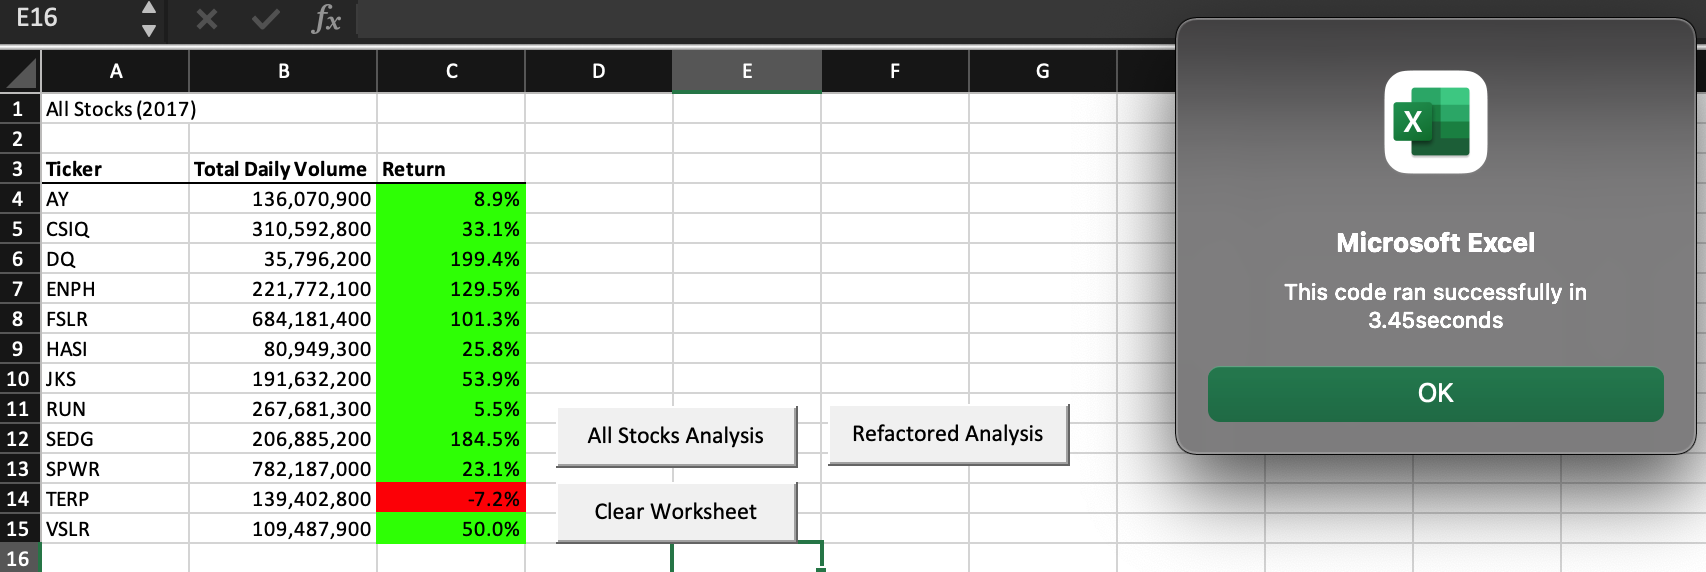 E16 fx
A B C D E F G
1 All Stocks (2017)
2
3 Ticker Total Daily Volume Return
4 AY 136,070,900 8.9%
5 CSIQ 310,592,800 33.1%
6 DQ 35,796,200 199.4%
7 ENPH 221,772,100 129.5%
8 FSLR 684,181,400 101.3%
9 HASI 80,949,300 25.8%
10 JKS 191,632,200 53.9%
11 RUN 267,681,300 5.5%
12 SEDG 206,885,200 184.5%
13 SPWR 782,187,000 23.1%
14 TERP 139,402,800 -7.2%
15 VSLR 109,487,900 50.0%
16
All Stocks Analysis
Refactored Analysis
Clear Worksheet
X
Microsoft Excel
This code ran successfully in
3.45seconds
OK